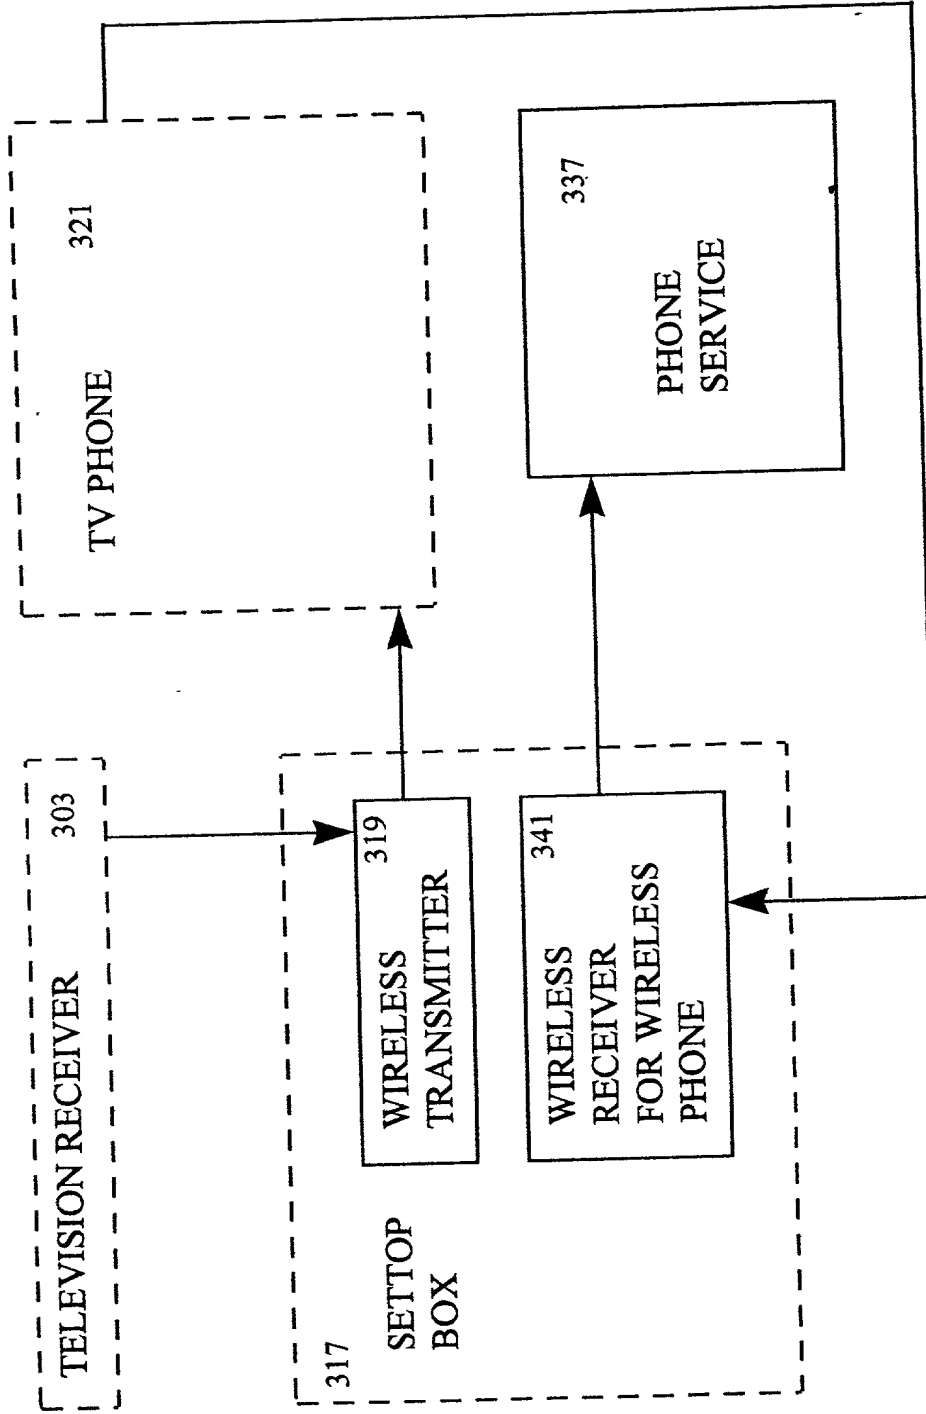 TELEVISION RECEIVER 303
TV PHONE 321
317
SETTOP
BOX
319
WIRELESS
TRANSMITTER
341
WIRELESS
RECEIVER
FOR WIRELESS
PHONE
337
PHONE
SERVICE